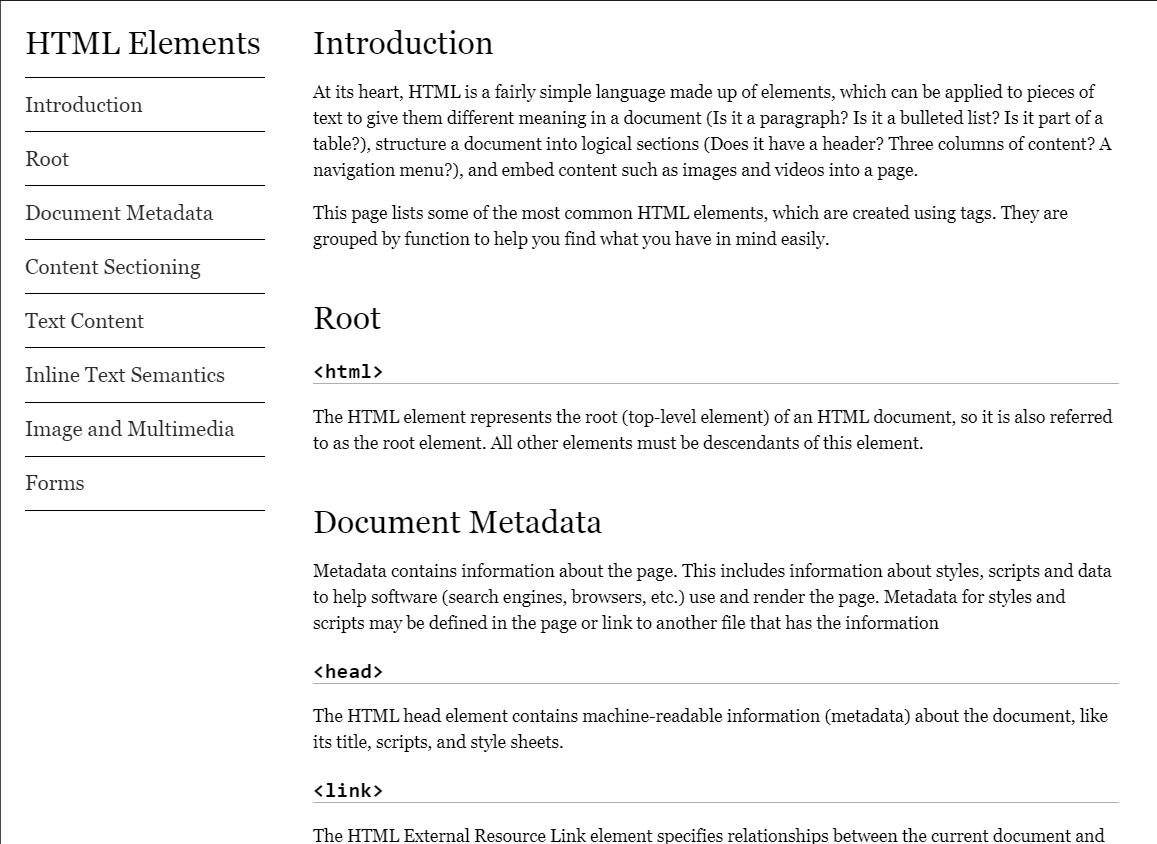 HTML Elements
Introduction
Root
Document Metadata
Content Sectioning
Text Content
Inline Text Semantics
Image and Multimedia
Forms
Introduction
At its heart, HTML is a fairly simple language made up of elements, which can be applied to pieces of
text to give them different meaning in a document (Is it a paragraph? Is it a bulleted list? Is it part of a
table?), structure a document into logical sections (Does it have a header? Three columns of content? A
navigation menu?), and embed content such as images and videos into a page.
This page lists some of the most common HTML elements, which are created using tags. They are
grouped by function to help you find what you have in mind easily.
Root
<html>
The HTML element represents the root (top-level element) of an HTML document, so it is also referred
to as the root element. All other elements must be descendants of this element.
Document Metadata
Metadata contains information about the page. This includes information about styles, scripts and data
to help software (search engines, browsers, etc.) use and render the page. Metadata for styles and
scripts may be defined in the page or link to another file that has the information
<head>
The HTML head element contains machine-readable information (metadata) about the document, like
its title, scripts, and style sheets.
<link>
The HTML External Resource Link element specifies relationships between the current document and